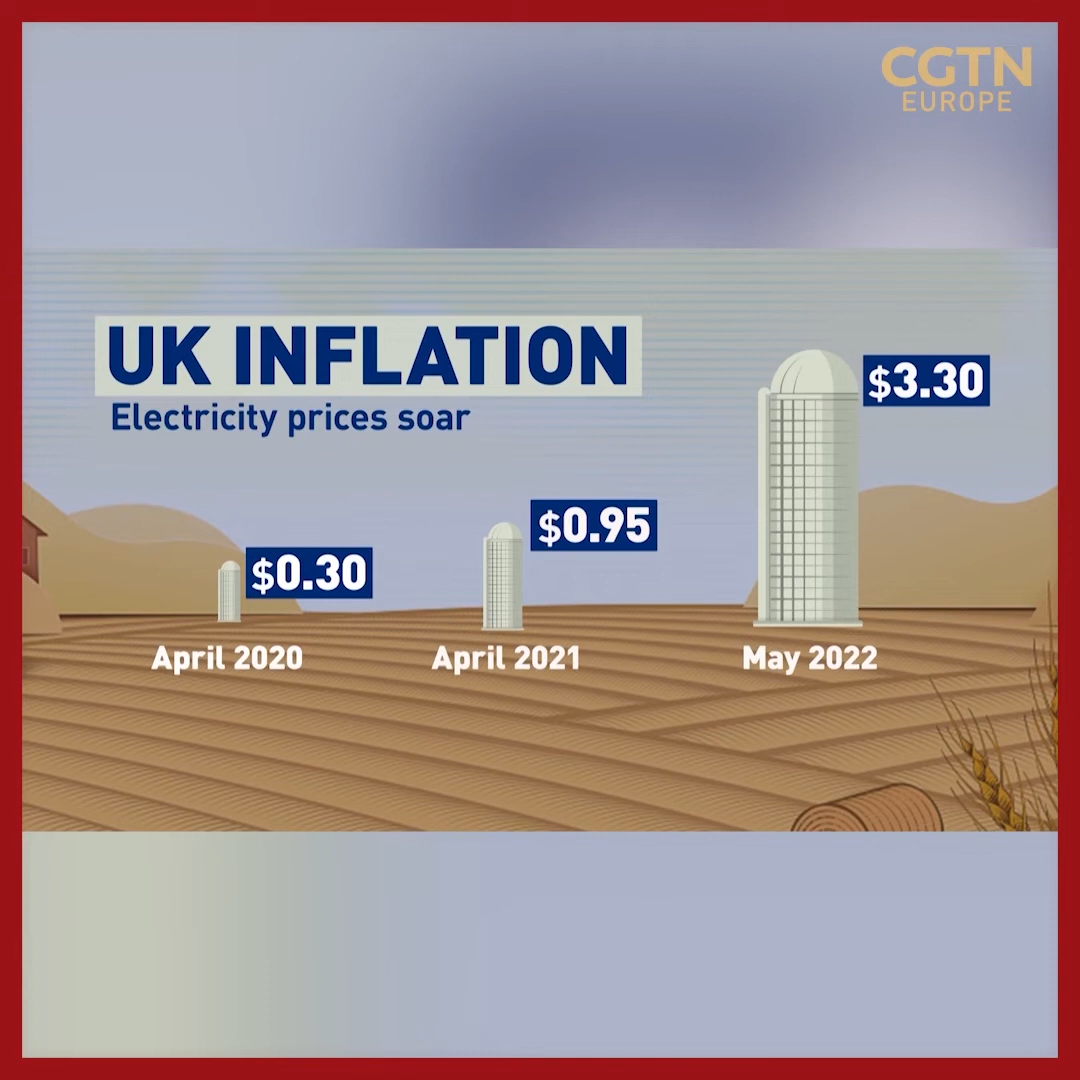 CGTN
EUROPE
UK INFLATION
Electricity prices soar
$3.30
$0.95
$0.30
April 2020
April 2021
May 2022